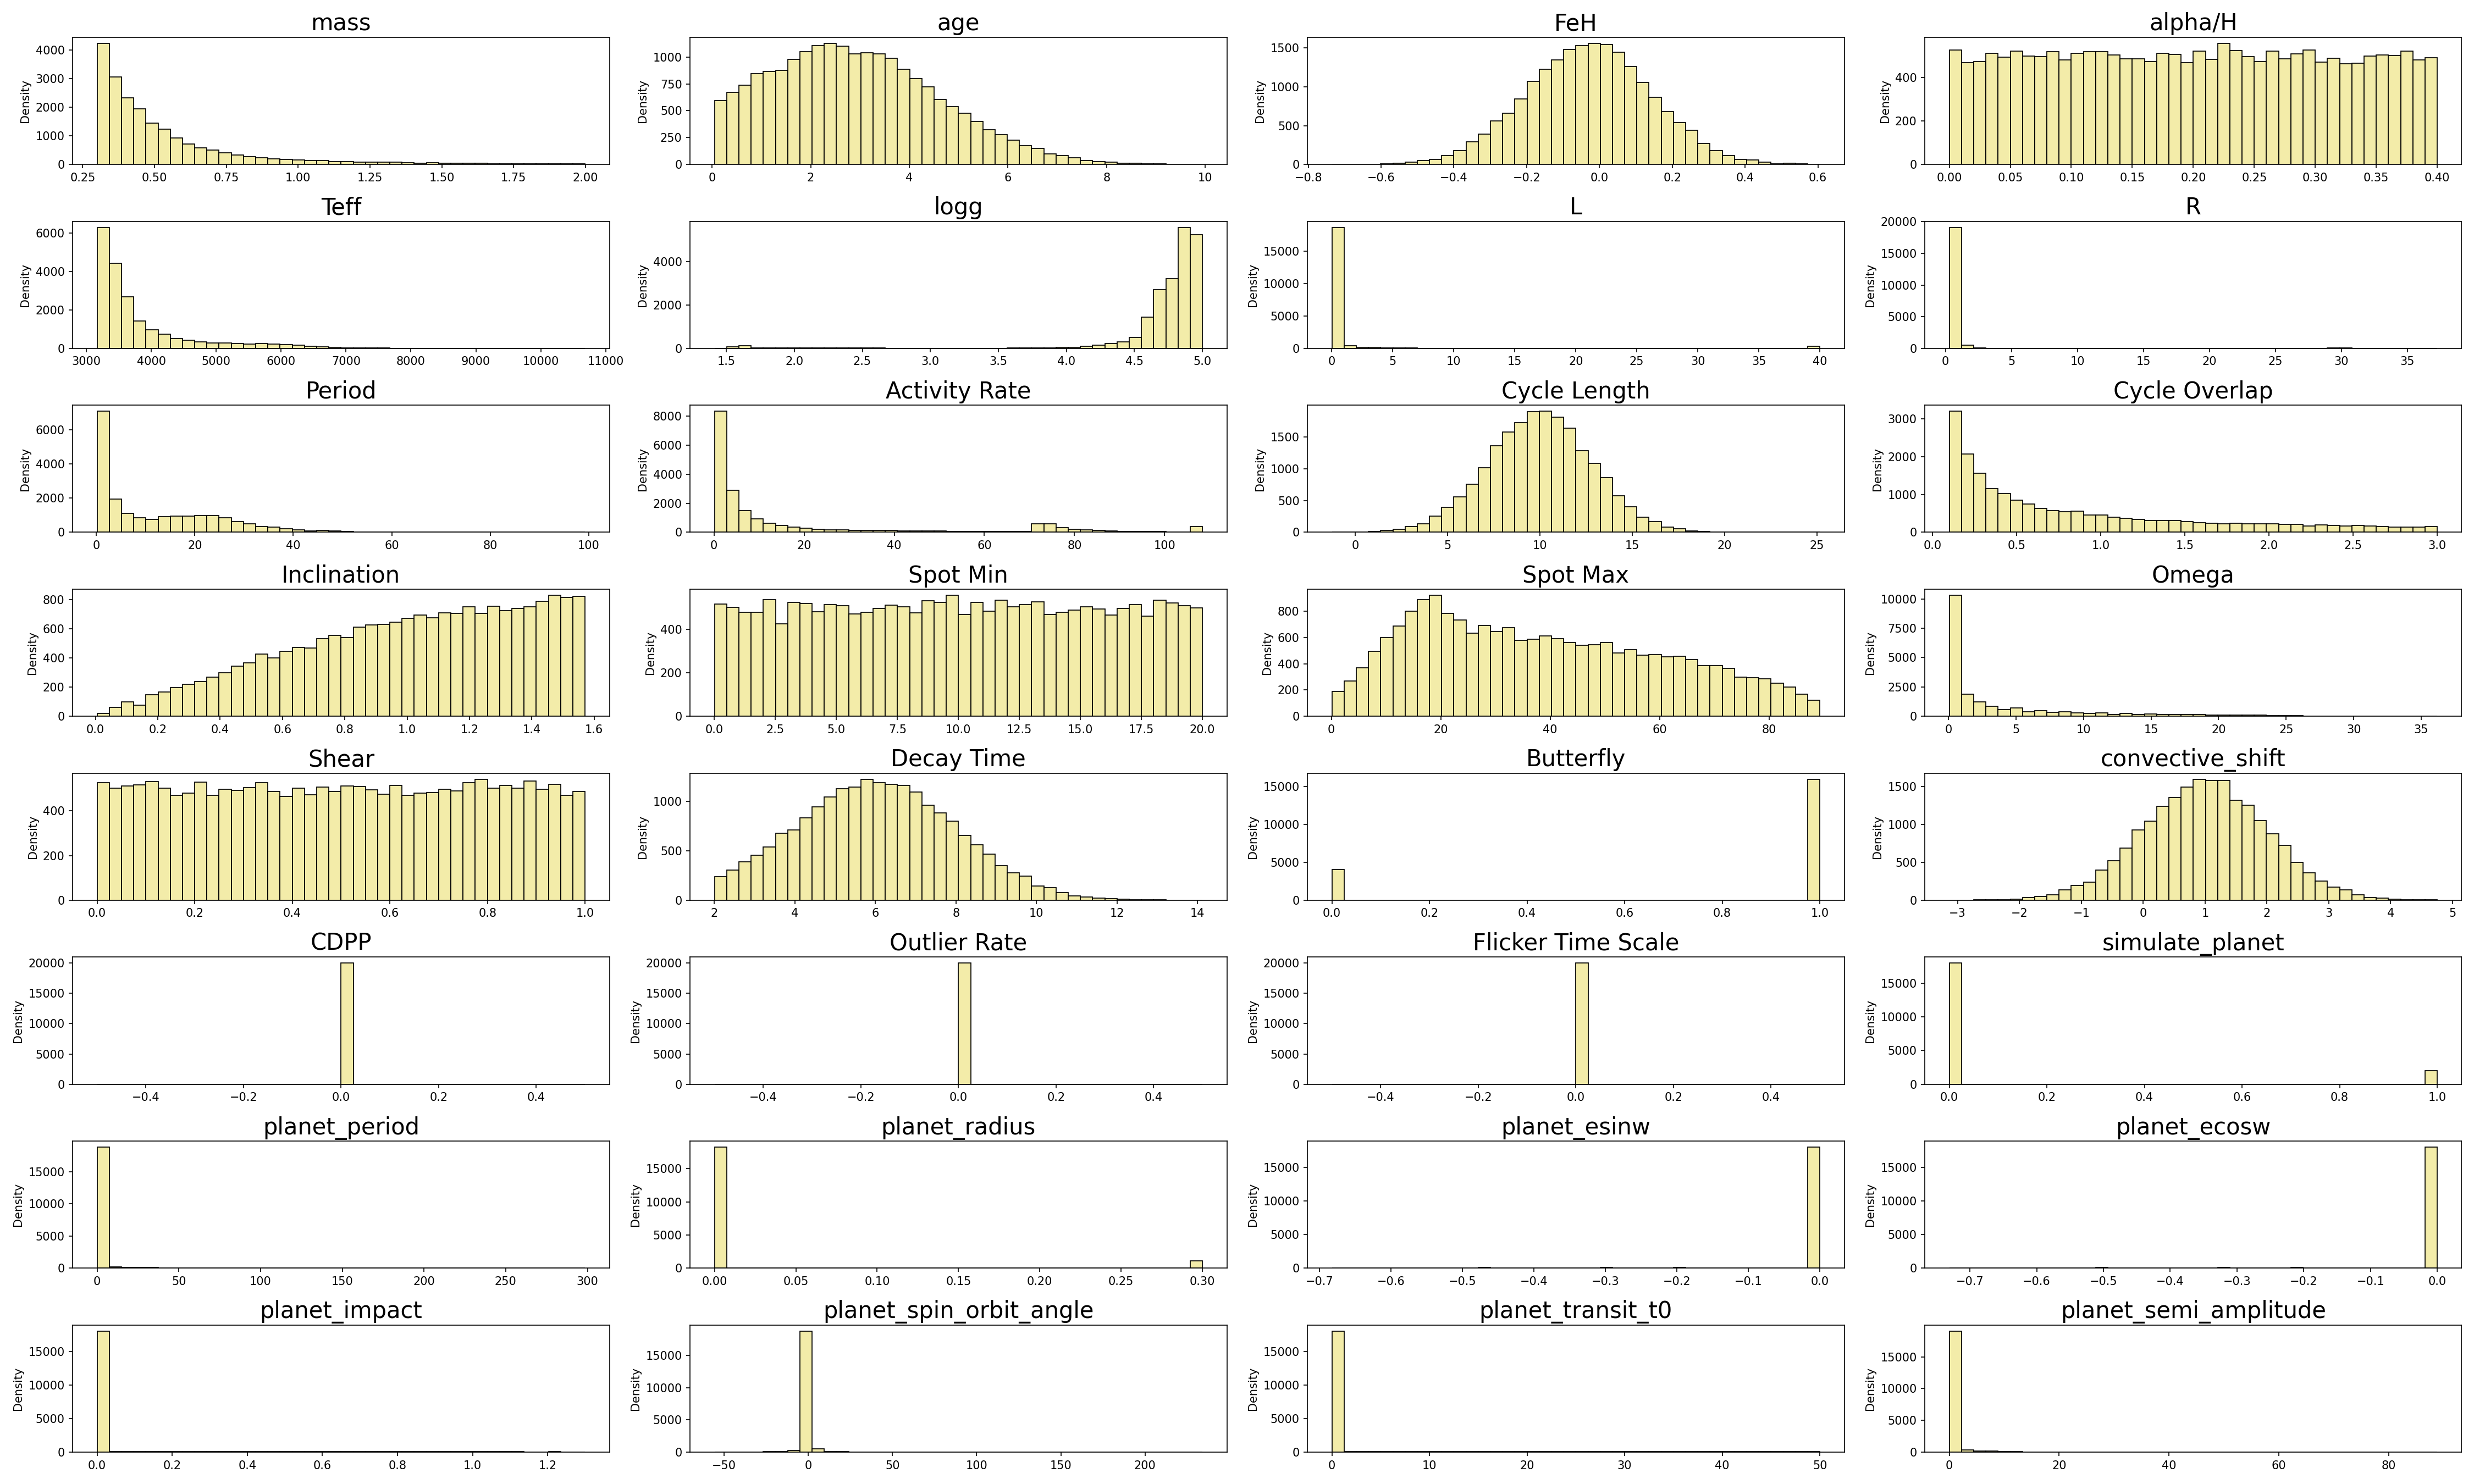 mass
age
FeH
alpha/H
Density
4000
3000
2000
1000
0
0.25 0.50 0.75 1.00 1.25 1.50 1.75 2.00
Density
1000
750
500
250
0
0 2 4 6 8 10
Density
1500
1000
500
0
−0.8 −0.6 −0.4 −0.2 0.0 0.2 0.4 0.6
Density
400
200
0
0.00 0.05 0.10 0.15 0.20 0.25 0.30 0.35 0.40
Teff
logg
L
R
Density
6000
4000
2000
0
3000 4000 5000 6000 7000 8000 9000 10000 11000
Density
4000
2000
0
1.5 2.0 2.5 3.0 3.5 4.0 4.5 5.0
Density
15000
10000
5000
0
0 5 10 15 20 25 30 35 40
Density
20000
15000
10000
5000
0
0 5 10 15 20 25 30 35
Period
Activity Rate
Cycle Length
Cycle Overlap
Density
6000
4000
2000
0
0 20 40 60 80 100
Density
8000
6000
4000
2000
0
0 20 40 60 80 100
Density
1500
1000
500
0
0 5 10 15 20 25
Density
3000
2000
1000
0
0.0 0.5 1.0 1.5 2.0 2.5 3.0
Inclination
Spot Min
Spot Max
Omega
Density
800
600
400
200
0
0.0 0.2 0.4 0.6 0.8 1.0 1.2 1.4 1.6
Density
400
200
0
0.0 2.5 5.0 7.5 10.0 12.5 15.0 17.5 20.0
Density
800
600
400
200
0
0 20 40 60 80
Density
10000
7500
5000
2500
0
0 5 10 15 20 25 30 35
Shear
Decay Time
Butterfly
convective_shift
Density
400
200
0
0.0 0.2 0.4 0.6 0.8 1.0
Density
1000
500
0
2 4 6 8 10 12 14
Density
15000
10000
5000
0
0.0 0.2 0.4 0.6 0.8 1.0
Density
1500
1000
500
0
−3 −2 −1 0 1 2 3 4 5
CDPP
Outlier Rate
Flicker Time Scale
simulate_planet
Density
20000
15000
10000
5000
0
−0.4 −0.2 0.0 0.2 0.4
Density
20000
15000
10000
5000
0
−0.4 −0.2 0.0 0.2 0.4
Density
20000
15000
10000
5000
0
−0.4 −0.2 0.0 0.2 0.4
Density
15000
10000
5000
0
0.0 0.2 0.4 0.6 0.8 1.0
planet_period
planet_radius
planet_esinw
planet_ecosw
Density
15000
10000
5000
0
0 50 100 150 200 250 300
Density
15000
10000
5000
0
0.00 0.05 0.10 0.15 0.20 0.25 0.30
Density
15000
10000
5000
0
−0.7 −0.6 −0.5 −0.4 −0.3 −0.2 −0.1 0.0
Density
15000
10000
5000
0
−0.7 −0.6 −0.5 −0.4 −0.3 −0.2 −0.1 0.0
planet_impact
planet_spin_orbit_angle
planet_transit_t0
planet_semi_amplitude
Density
15000
10000
5000
0
0.0 0.2 0.4 0.6 0.8 1.0 1.2
Density
15000
10000
5000
0
−50 0 50 100 150 200
Density
15000
10000
5000
0
0 10 20 30 40 50
Density
15000
10000
5000
0
0 20 40 60 80